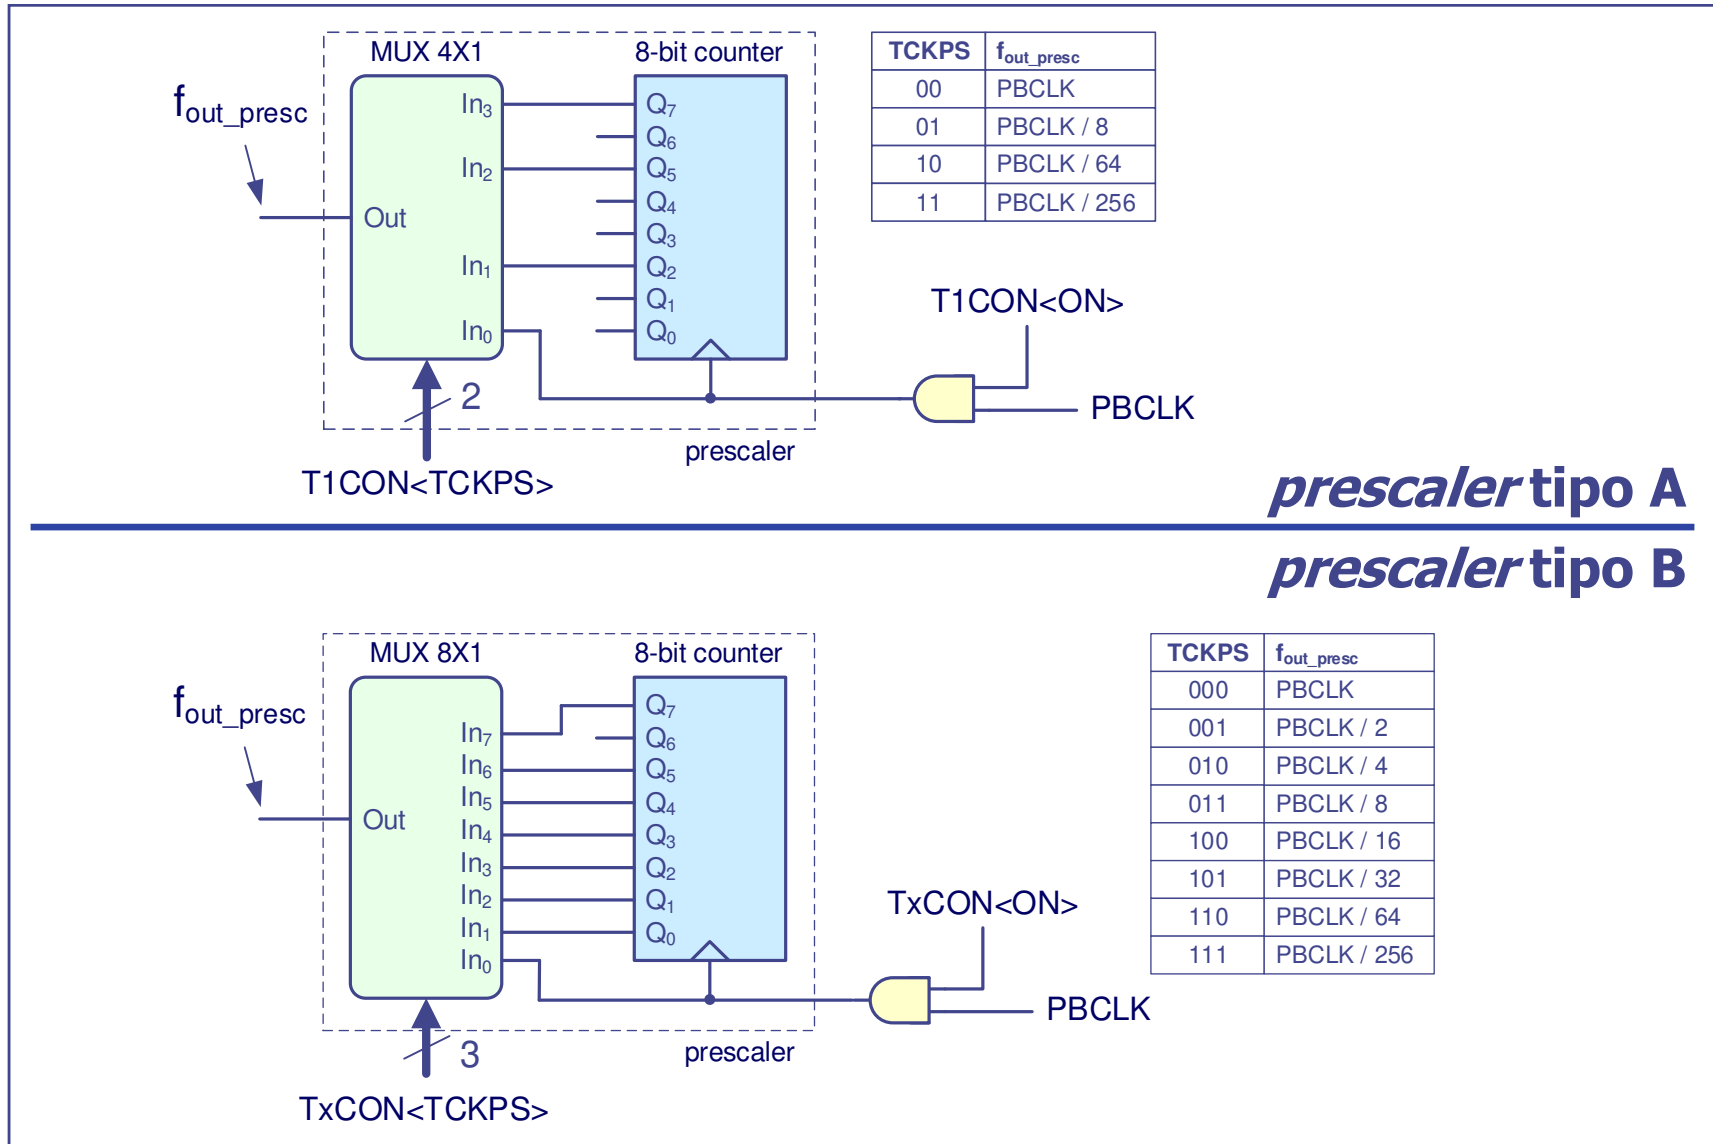 MUX 4X1
8-bit counter
f_out_presc
In3
In2
In1
In0
Out
Q7
Q6
Q5
Q4
Q3
Q2
Q1
Q0
2
T1CON<TCKPS>
prescaler
T1CON<ON>
PBCLK
TCKPS f_out_presc
00 PBCLK
01 PBCLK / 8
10 PBCLK / 64
11 PBCLK / 256
prescaler tipo A
prescaler tipo B
MUX 8X1
8-bit counter
f_out_presc
In7
In6
In5
In4
In3
In2
In1
In0
Out
Q7
Q6
Q5
Q4
Q3
Q2
Q1
Q0
3
TxCON<TCKPS>
prescaler
TxCON<ON>
PBCLK
TCKPS f_out_presc
000 PBCLK
001 PBCLK / 2
010 PBCLK / 4
011 PBCLK / 8
100 PBCLK / 16
101 PBCLK / 32
110 PBCLK / 64
111 PBCLK / 256